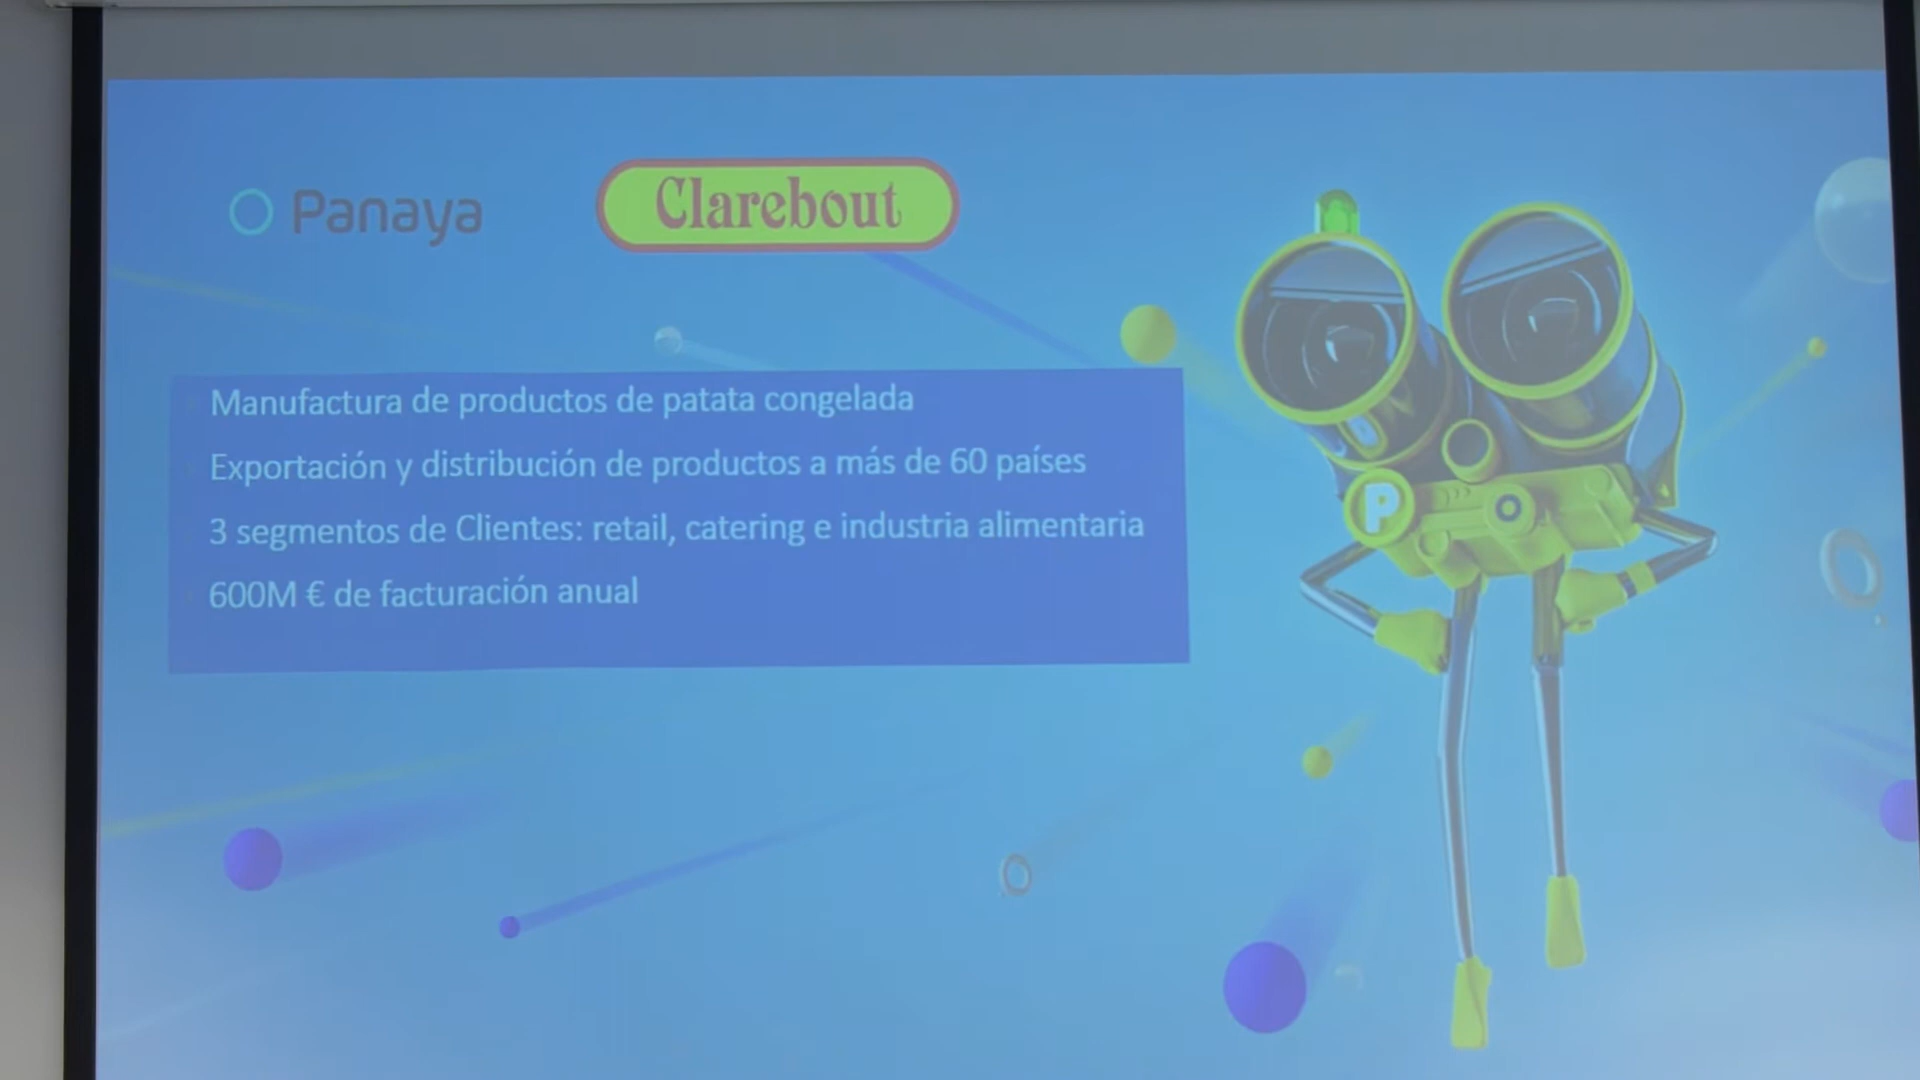 Panaya
Clarebout
Manufactura de productos de patata congelada
Exportación y distribución de productos a más de 60 países
3 segmentos de Clientes: retail, catering e industria alimentaria
600M € de facturación anual
P